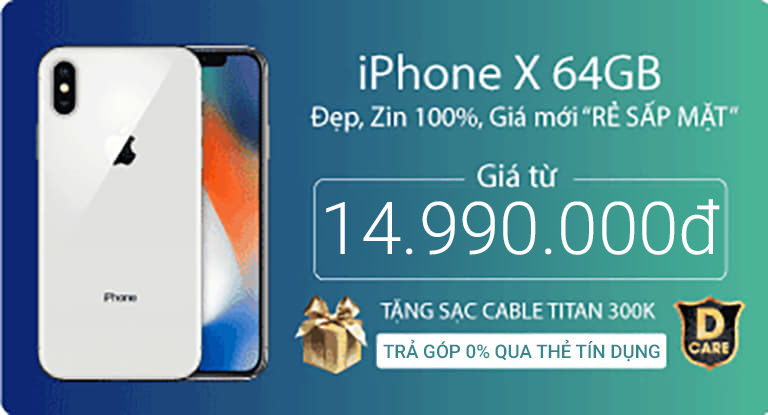 iPhone X 64GB
Đẹp, Zin 100%, Giá mới “RẺ SẤP MẶT“
Giá từ
14.990.000đ
iPhone
TẶNG SẠC CABLE TITAN 300K
TRẢ GÓP 0% QUA THẺ TÍN DỤNG
D
CARE